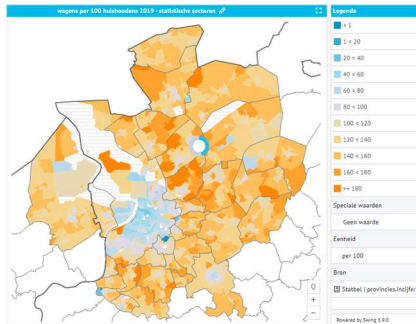 wagens per 100 huishoudens 2019 - statistische sectoren
Legende
< 1
1 < 20
20 < 40
40 < 60
60 < 80
80 < 100
100 < 120
120 < 140
140 < 160
160 < 180
>= 180
Speciale waarden
Geen waarde
Eenheid
per 100
Bron
Statbel | provincies.incijfer
+
−
Powered by Swing 5.9.0